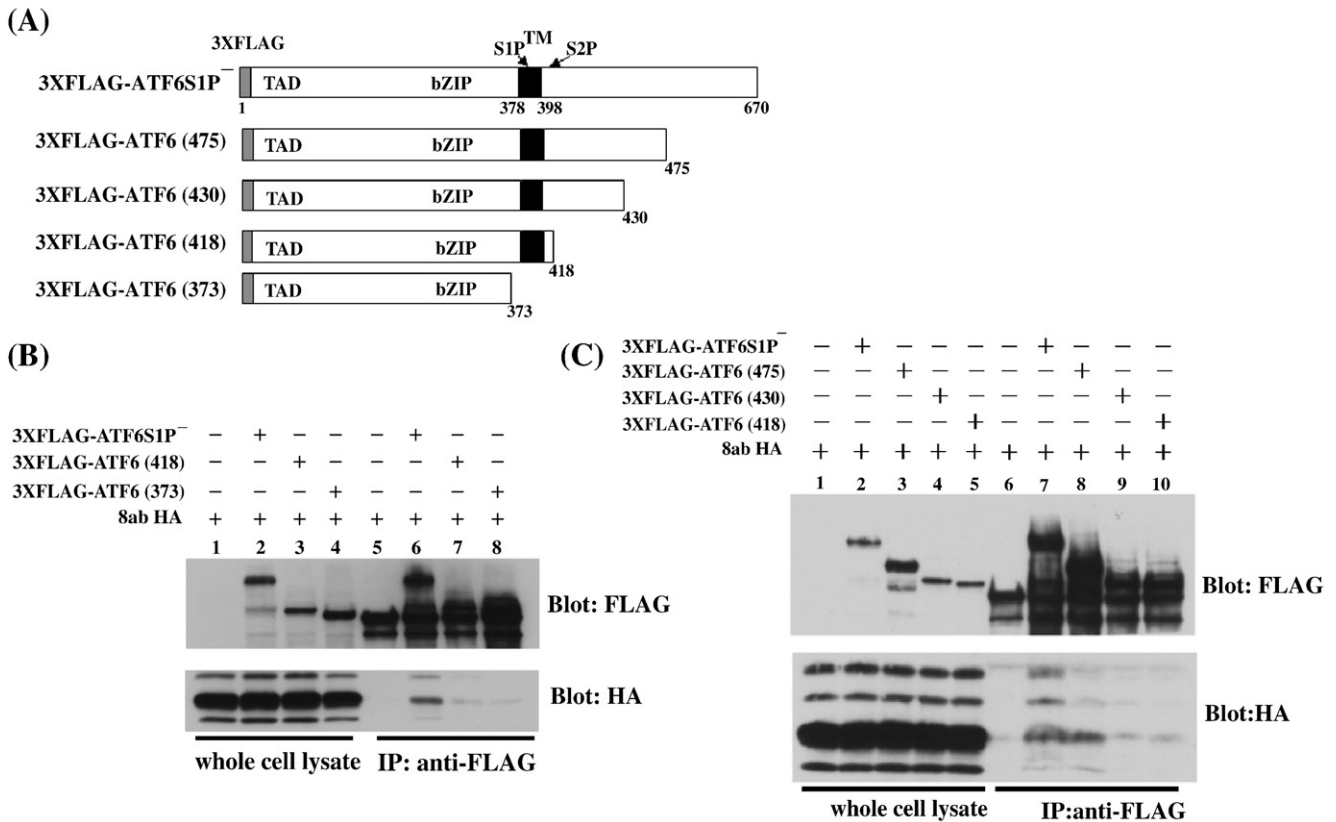 (A)
3XFLAG
S1P TM S2P
3XFLAG-ATF6S1P⁻
TAD bZIP
1 378 398 670
3XFLAG-ATF6 (475)
TAD bZIP
475
3XFLAG-ATF6 (430)
TAD bZIP
430
3XFLAG-ATF6 (418)
TAD bZIP
418
3XFLAG-ATF6 (373)
TAD bZIP
373
(B)
3XFLAG-ATF6S1P⁻ − + − − − + − −
3XFLAG-ATF6 (418) − − + − − − + −
3XFLAG-ATF6 (373) − − − + − − − +
8ab HA + + + + + + + +
1 2 3 4 5 6 7 8
Blot: FLAG
Blot: HA
whole cell lysate IP: anti-FLAG
(C)
3XFLAG-ATF6S1P⁻ − + − − − − + − − −
3XFLAG-ATF6 (475) − − + − − − − + − −
3XFLAG-ATF6 (430) − − − + − − − − + −
3XFLAG-ATF6 (418) − − − − + − − − − +
8ab HA + + + + + + + + + +
1 2 3 4 5 6 7 8 9 10
Blot: FLAG
Blot:HA
whole cell lysate IP:anti-FLAG